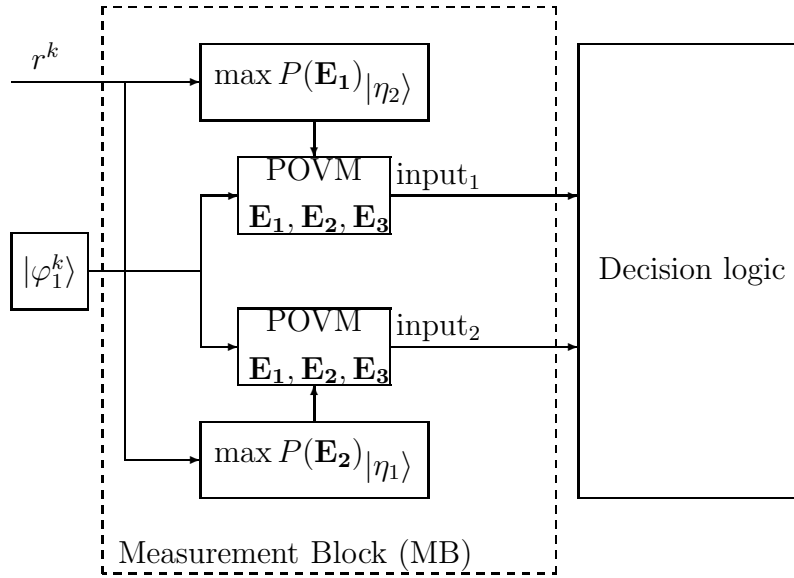 r^k
max P(E₁)|η₂⟩
POVM
E₁, E₂, E₃
input₁
|φ₁^k⟩
Decision logic
POVM
E₁, E₂, E₃
input₂
max P(E₂)|η₁⟩
Measurement Block (MB)